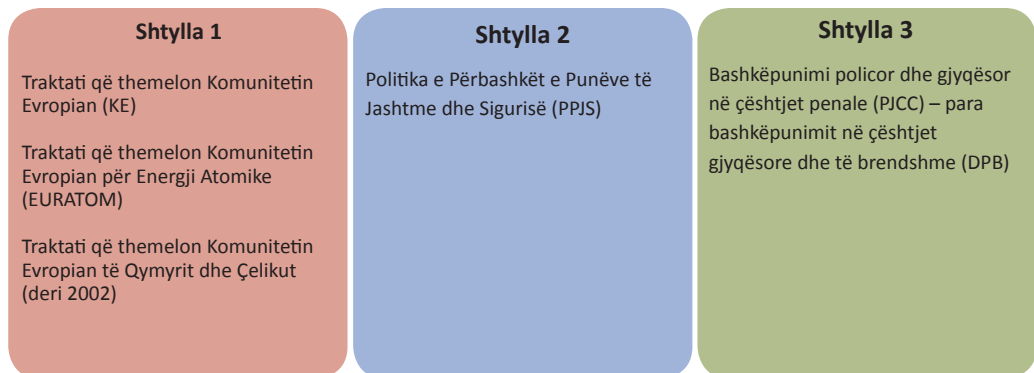 Shtylla 1
Traktati që themelon Komunitetin
Evropian (KE)
Traktati që themelon Komunitetin
Evropian për Energji Atomike
(EURATOM)
Traktati që themelon Komunitetin
Evropian të Qymyrit dhe Çelikut
(deri 2002)
Shtylla 2
Politika e Përbashkët e Punëve të
Jashtme dhe Sigurisë (PPJS)
Shtylla 3
Bashkëpunimi policor dhe gjyqësor
në çështjet penale (PJCC) – para
bashkëpunimit në çështjet
gjyqësore dhe të brendshme (DPB)